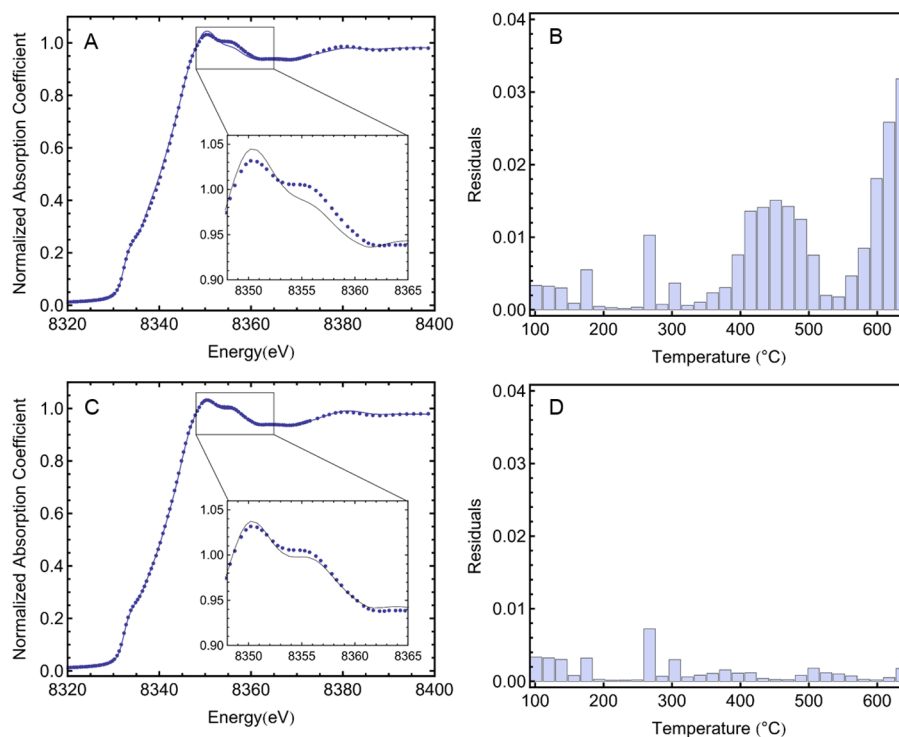 A
Normalized Absorption Coefficient
1.0
0.8
0.6
0.4
0.2
0.0
8320 8340 8360 8380 8400
Energy(eV)
1.05
1.00
0.95
0.90
8350 8355 8360 8365
B
Residuals
0.04
0.03
0.02
0.01
0.00
100 200 300 400 500 600
Temperature (°C)
C
Normalized Absorption Coefficient
1.0
0.8
0.6
0.4
0.2
0.0
8320 8340 8360 8380 8400
Energy(eV)
1.05
1.00
0.95
0.90
8350 8355 8360 8365
D
Residuals
0.04
0.03
0.02
0.01
0.00
100 200 300 400 500 600
Temperature (°C)